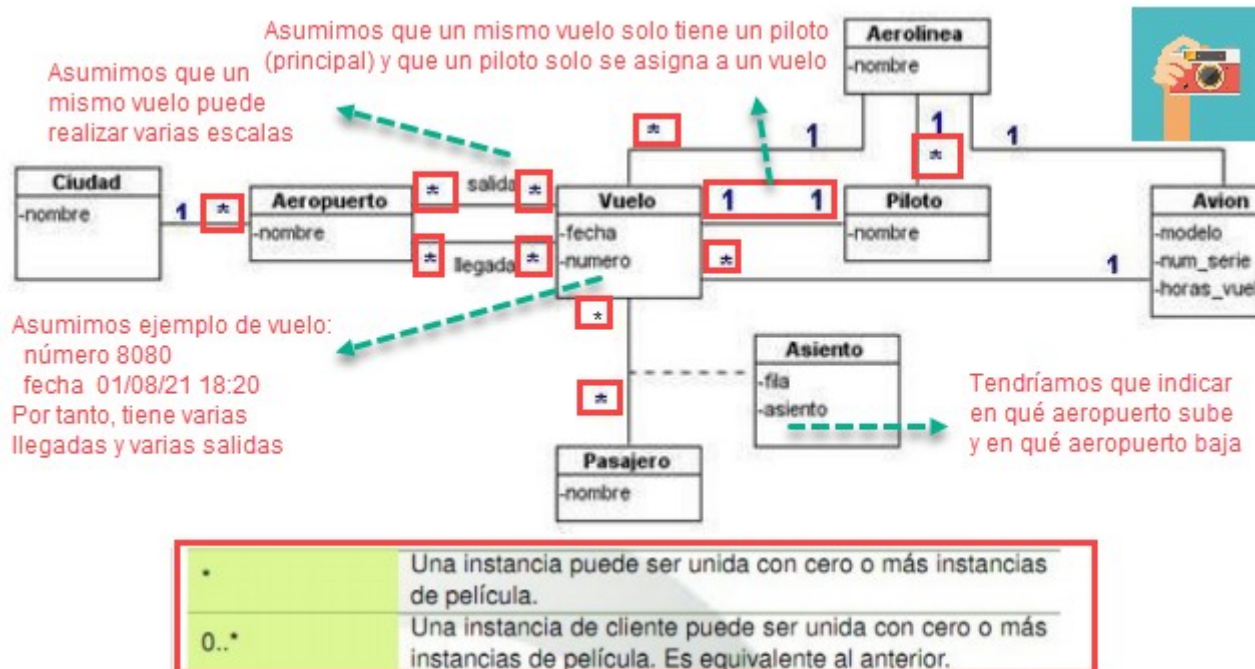 Asumimos que un mismo vuelo solo tiene un piloto
(principal) y que un piloto solo se asigna a un vuelo
Asumimos que un
mismo vuelo puede
realizar varias escalas
Aerolinea
-nombre
* 1 1 1
*
Ciudad
-nombre
1 *
Aeropuerto
-nombre
* salida *
* llegada *
Vuelo
-fecha
-numero
1 1
Piloto
-nombre
* 1
Avion
-modelo
-num_serie
-horas_vuel
Asumimos ejemplo de vuelo:
número 8080
fecha 01/08/21 18:20
Por tanto, tiene varias
llegadas y varias salidas
*
*
Asiento
-fila
-asiento
Tendríamos que indicar
en qué aeropuerto sube
y en qué aeropuerto baja
Pasajero
-nombre
* Una instancia puede ser unida con cero o más instancias
de película.
0..* Una instancia de cliente puede ser unida con cero o más
instancias de película. Es equivalente al anterior.